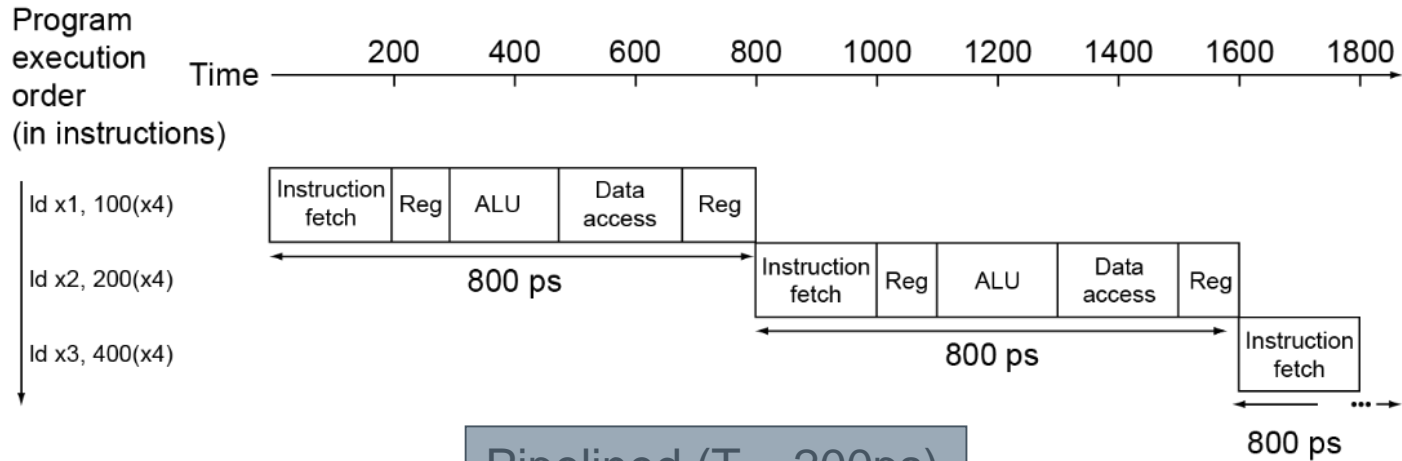 Program
execution
order
(in instructions)
Time
200 400 600 800 1000 1200 1400 1600 1800
ld x1, 100(x4)
Instruction
fetch
Reg
ALU
Data
access
Reg
800 ps
ld x2, 200(x4)
Instruction
fetch
Reg
ALU
Data
access
Reg
800 ps
ld x3, 400(x4)
Instruction
fetch
...
800 ps
Pipelined